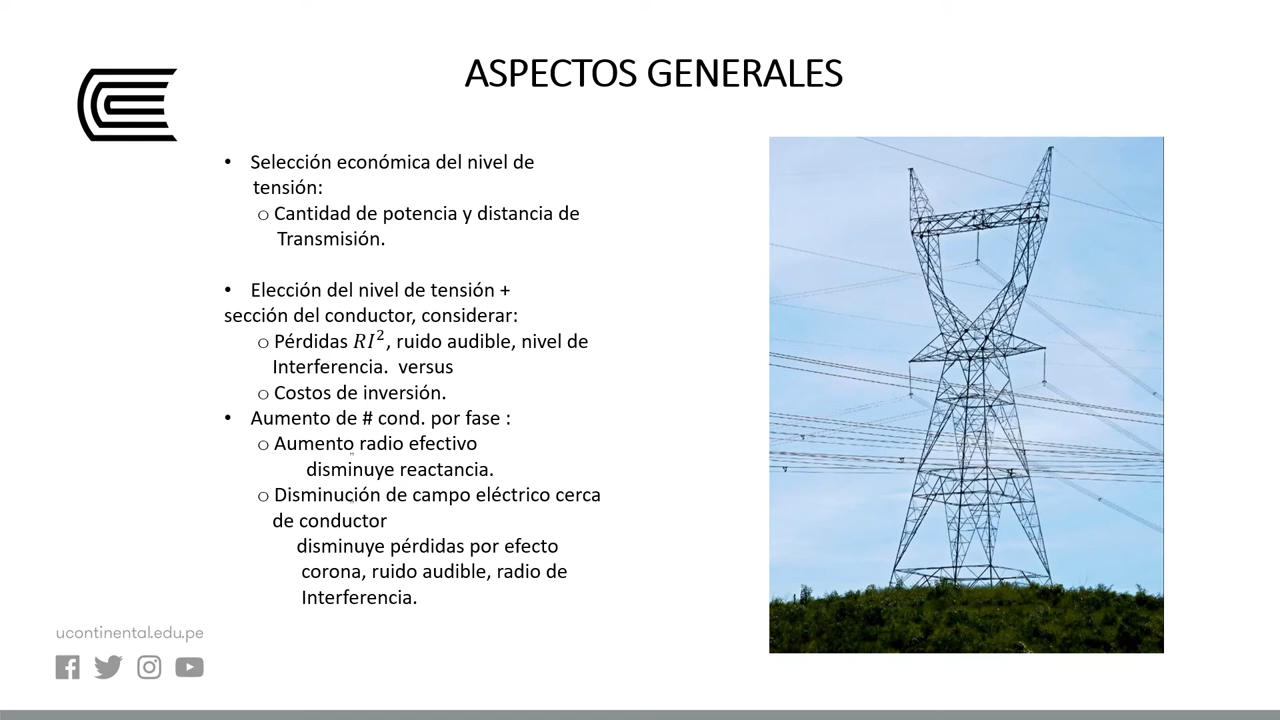 ASPECTOS GENERALES
• Selección económica del nivel de
tensión:
○ Cantidad de potencia y distancia de
Transmisión.
• Elección del nivel de tensión +
sección del conductor, considerar:
○ Pérdidas RI², ruido audible, nivel de
Interferencia. versus
○ Costos de inversión.
• Aumento de # cond. por fase :
○ Aumento radio efectivo
disminuye reactancia.
○ Disminución de campo eléctrico cerca
de conductor
disminuye pérdidas por efecto
corona, ruido audible, radio de
Interferencia.
ucontinental.edu.pe